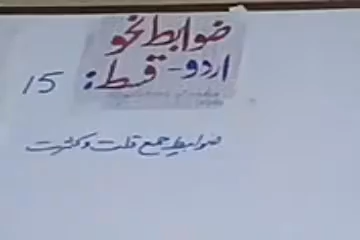 ضوابط نحو
اردو - قسط: 15
ضوابطِ جمع قلت و کثرت